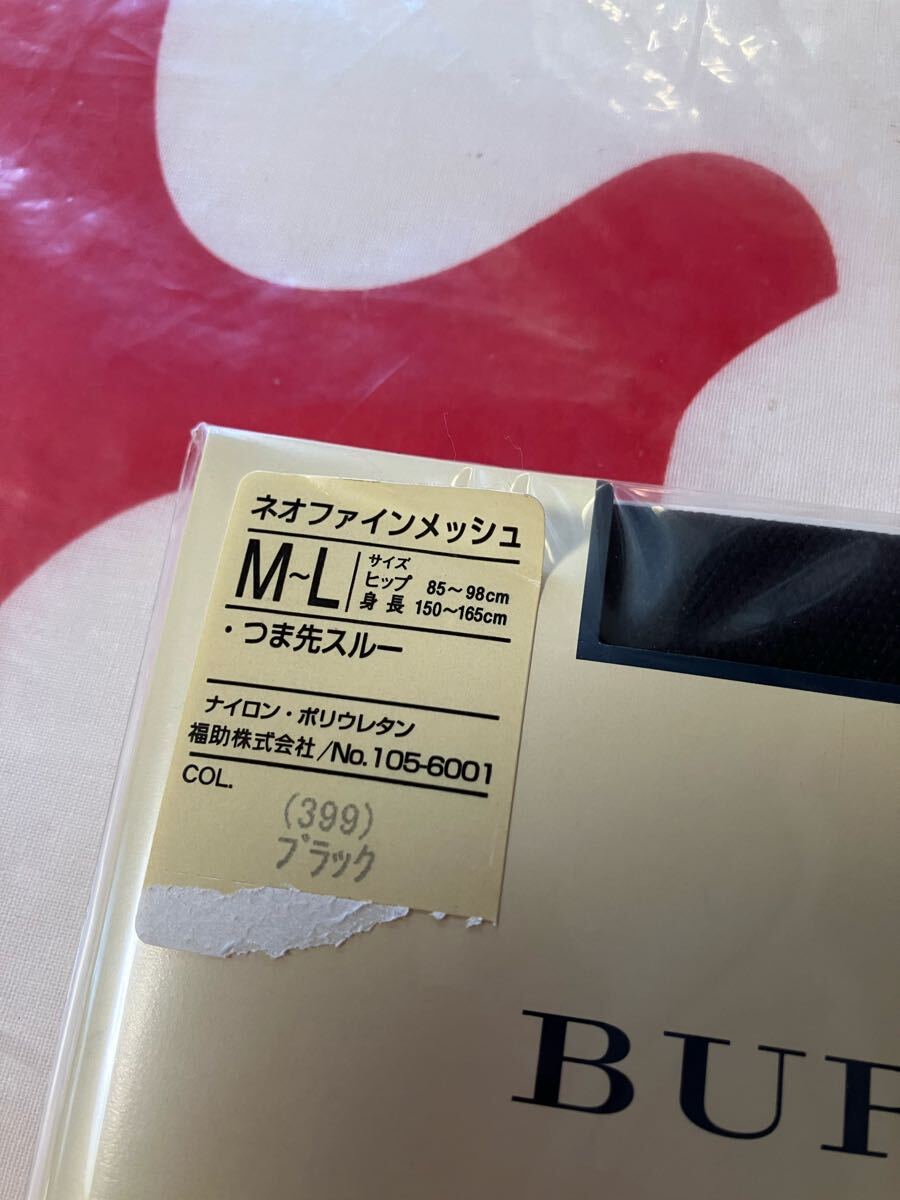 ネオファインメッシュ
M~L
サイズ
ヒップ 85~98cm
身長 150~165cm
・つま先スルー
ナイロン・ポリウレタン
福助株式会社/No.105-6001
COL.
(399)
ブラック
BUR